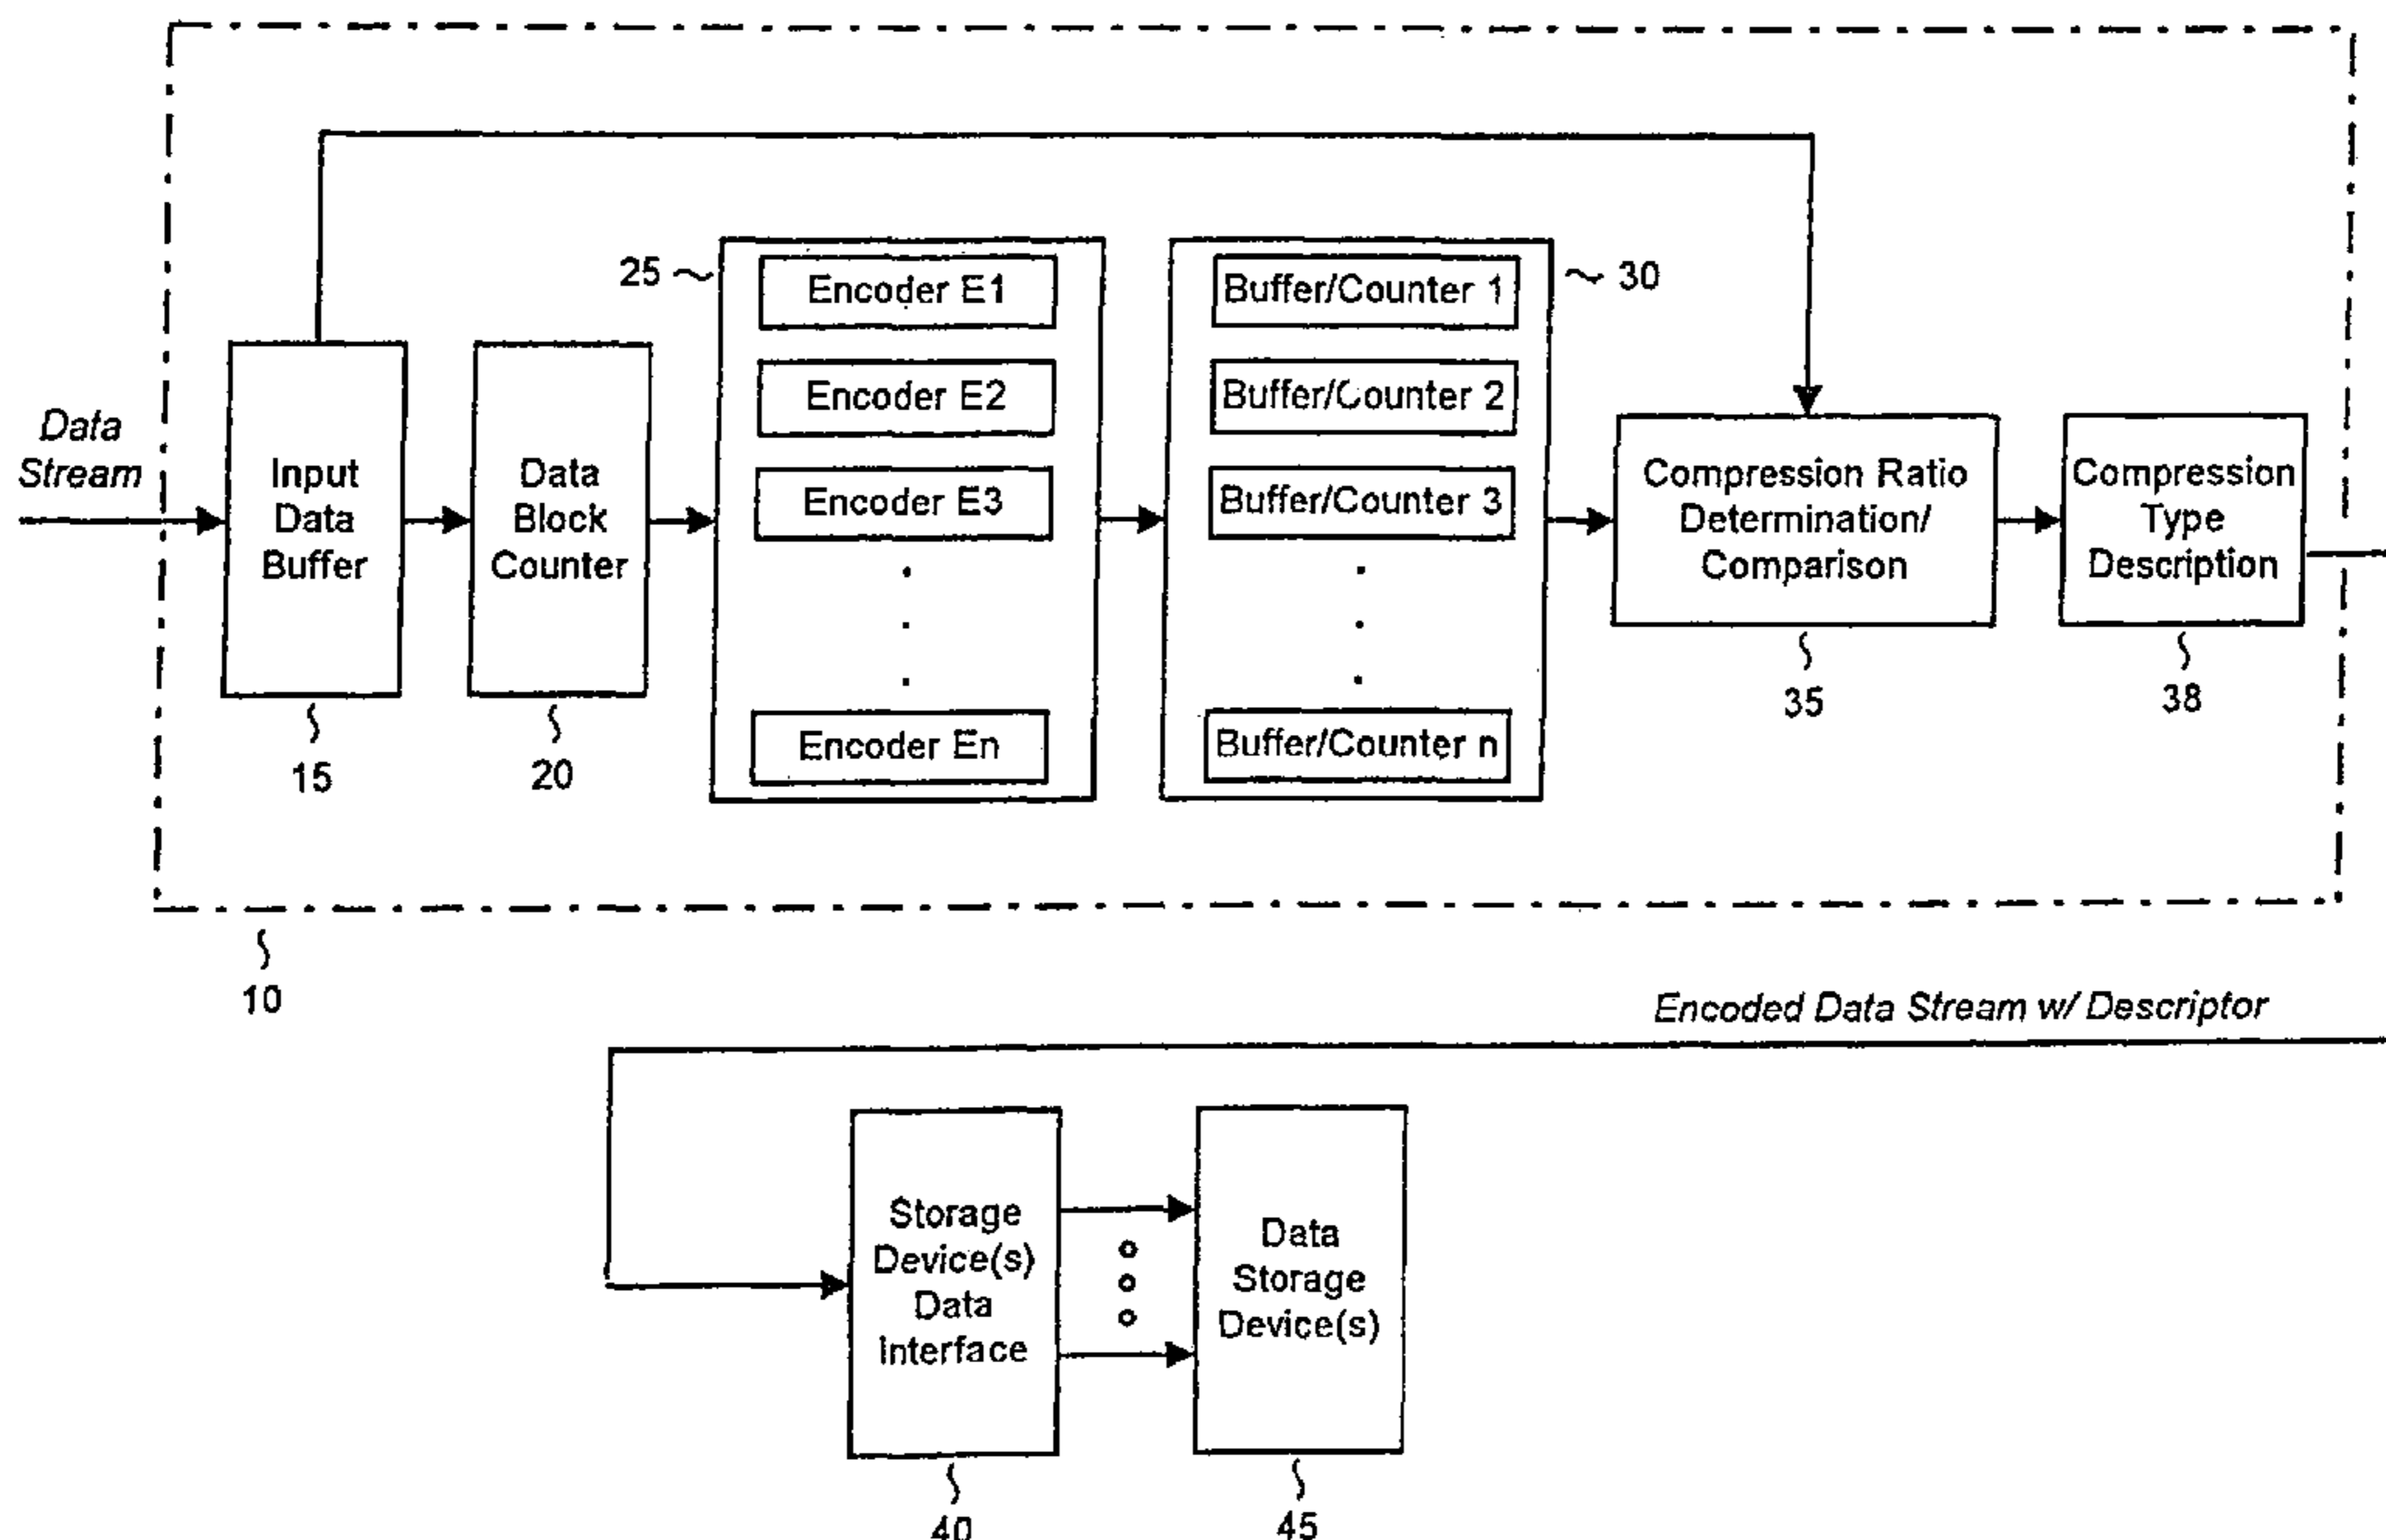 Data
Stream
Input
Data
Buffer
15
Data
Block
Counter
20
25
Encoder E1
Encoder E2
Encoder E3
Encoder En
30
Buffer/Counter 1
Buffer/Counter 2
Buffer/Counter 3
Buffer/Counter n
Compression Ratio
Determination/
Comparison
35
Compression
Type
Description
38
10
Encoded Data Stream w/ Descriptor
Storage
Device(s)
Data
Interface
40
Data
Storage
Device(s)
45